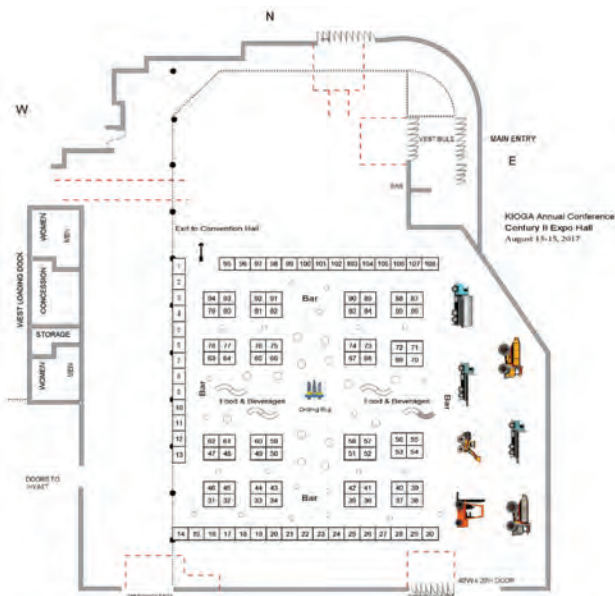 N
W
VESTIBULE
MAIN ENTRY
E
BAR
KIOGA Annual Conference
Century II Expo Hall
August 13-15, 2017
Exit to Convention Hall
WEST LOADING DOCK
WOMEN
MEN
CONCESSION
STORAGE
WOMEN
MEN
95 96 97 98 99 100 101 102 103 104 105 106 107 108
1
2
3
4
5
6
7
8
9
10
11
12
13
94 93 92 91 90 89 88 87
79 80 81 82 83 84 85 86
Bar
78 77 76 75 74 73 72 71
63 64 65 66 67 68 69 70
Bar
Food & Beverages
Drilling Rig
Food & Beverages
Bar
62 61 60 59 58 57 56 55
47 48 49 50 51 52 53 54
46 45 44 43 42 41 40 39
31 32 33 34 35 36 37 38
Bar
DOORS TO
HYATT
14 15 16 17 18 19 20 21 22 23 24 25 26 27 28 29 30
DOOR